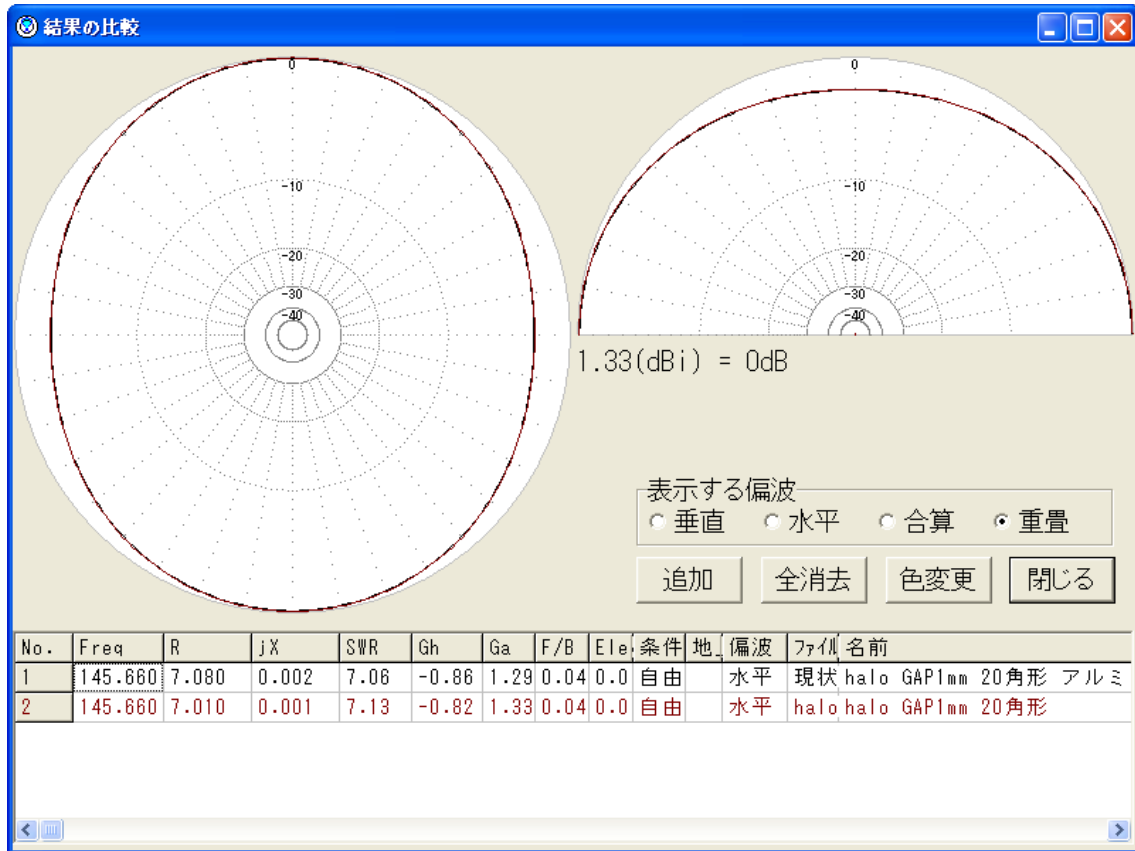 結果の比較
0
-10
-20
-30
-40
0
-10
-20
-30
-40
1.33(dBi) = 0dB
表示する偏波
垂直 水平 合算 重畳
追加 全消去 色変更 閉じる
No. Freq R jX SWR Gh Ga F/B Ele. 条件 地 偏波 ファイル 名前
1 145.660 7.080 0.002 7.06 -0.86 1.29 0.04 0.0 自由 水平 現状 halo GAP1mm 20角形 アルミ
2 145.660 7.010 0.001 7.13 -0.82 1.33 0.04 0.0 自由 水平 halo halo GAP1mm 20角形